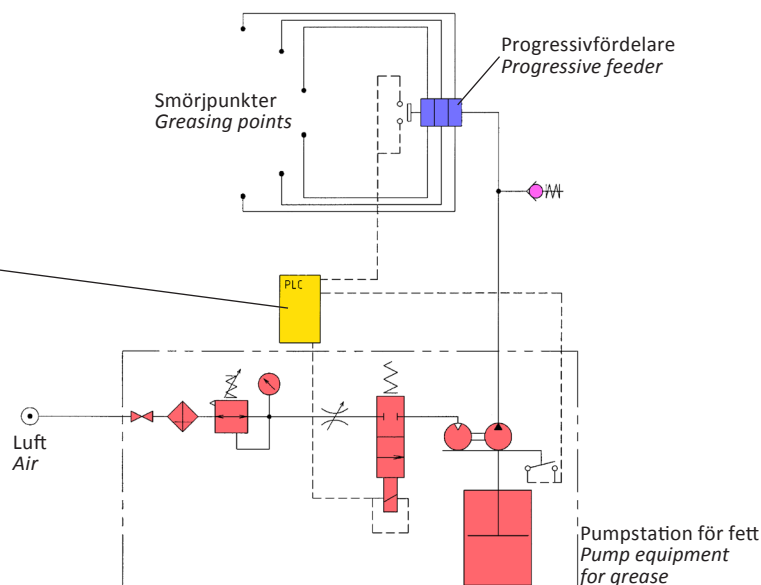 Progressivfördelare
Progressive feeder
Smörjpunkter
Greasing points
PLC
Luft
Air
Pumpstation för fett
Pump equipment
for grease